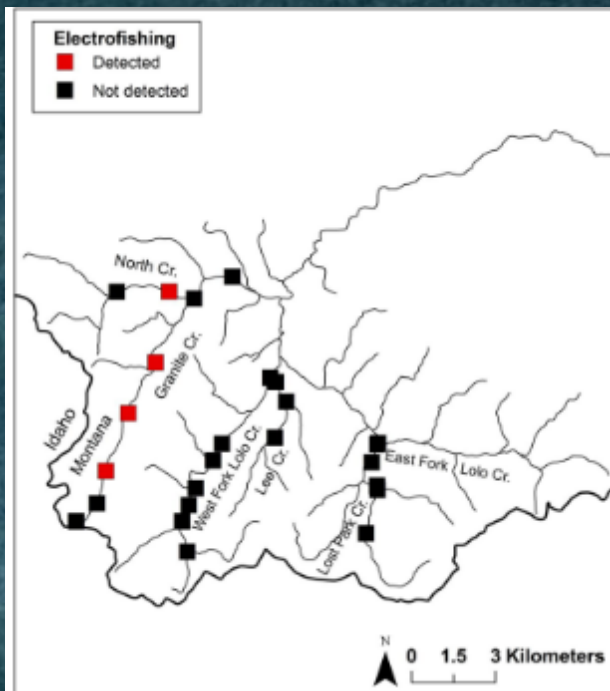 Electrofishing
Detected
Not detected
North Cr.
Granite Cr.
Idaho
Montana
West Fork Lolo Cr.
Lee Cr.
East Fork Lolo Cr.
Lost Park Cr.
N
0 1.5 3 Kilometers